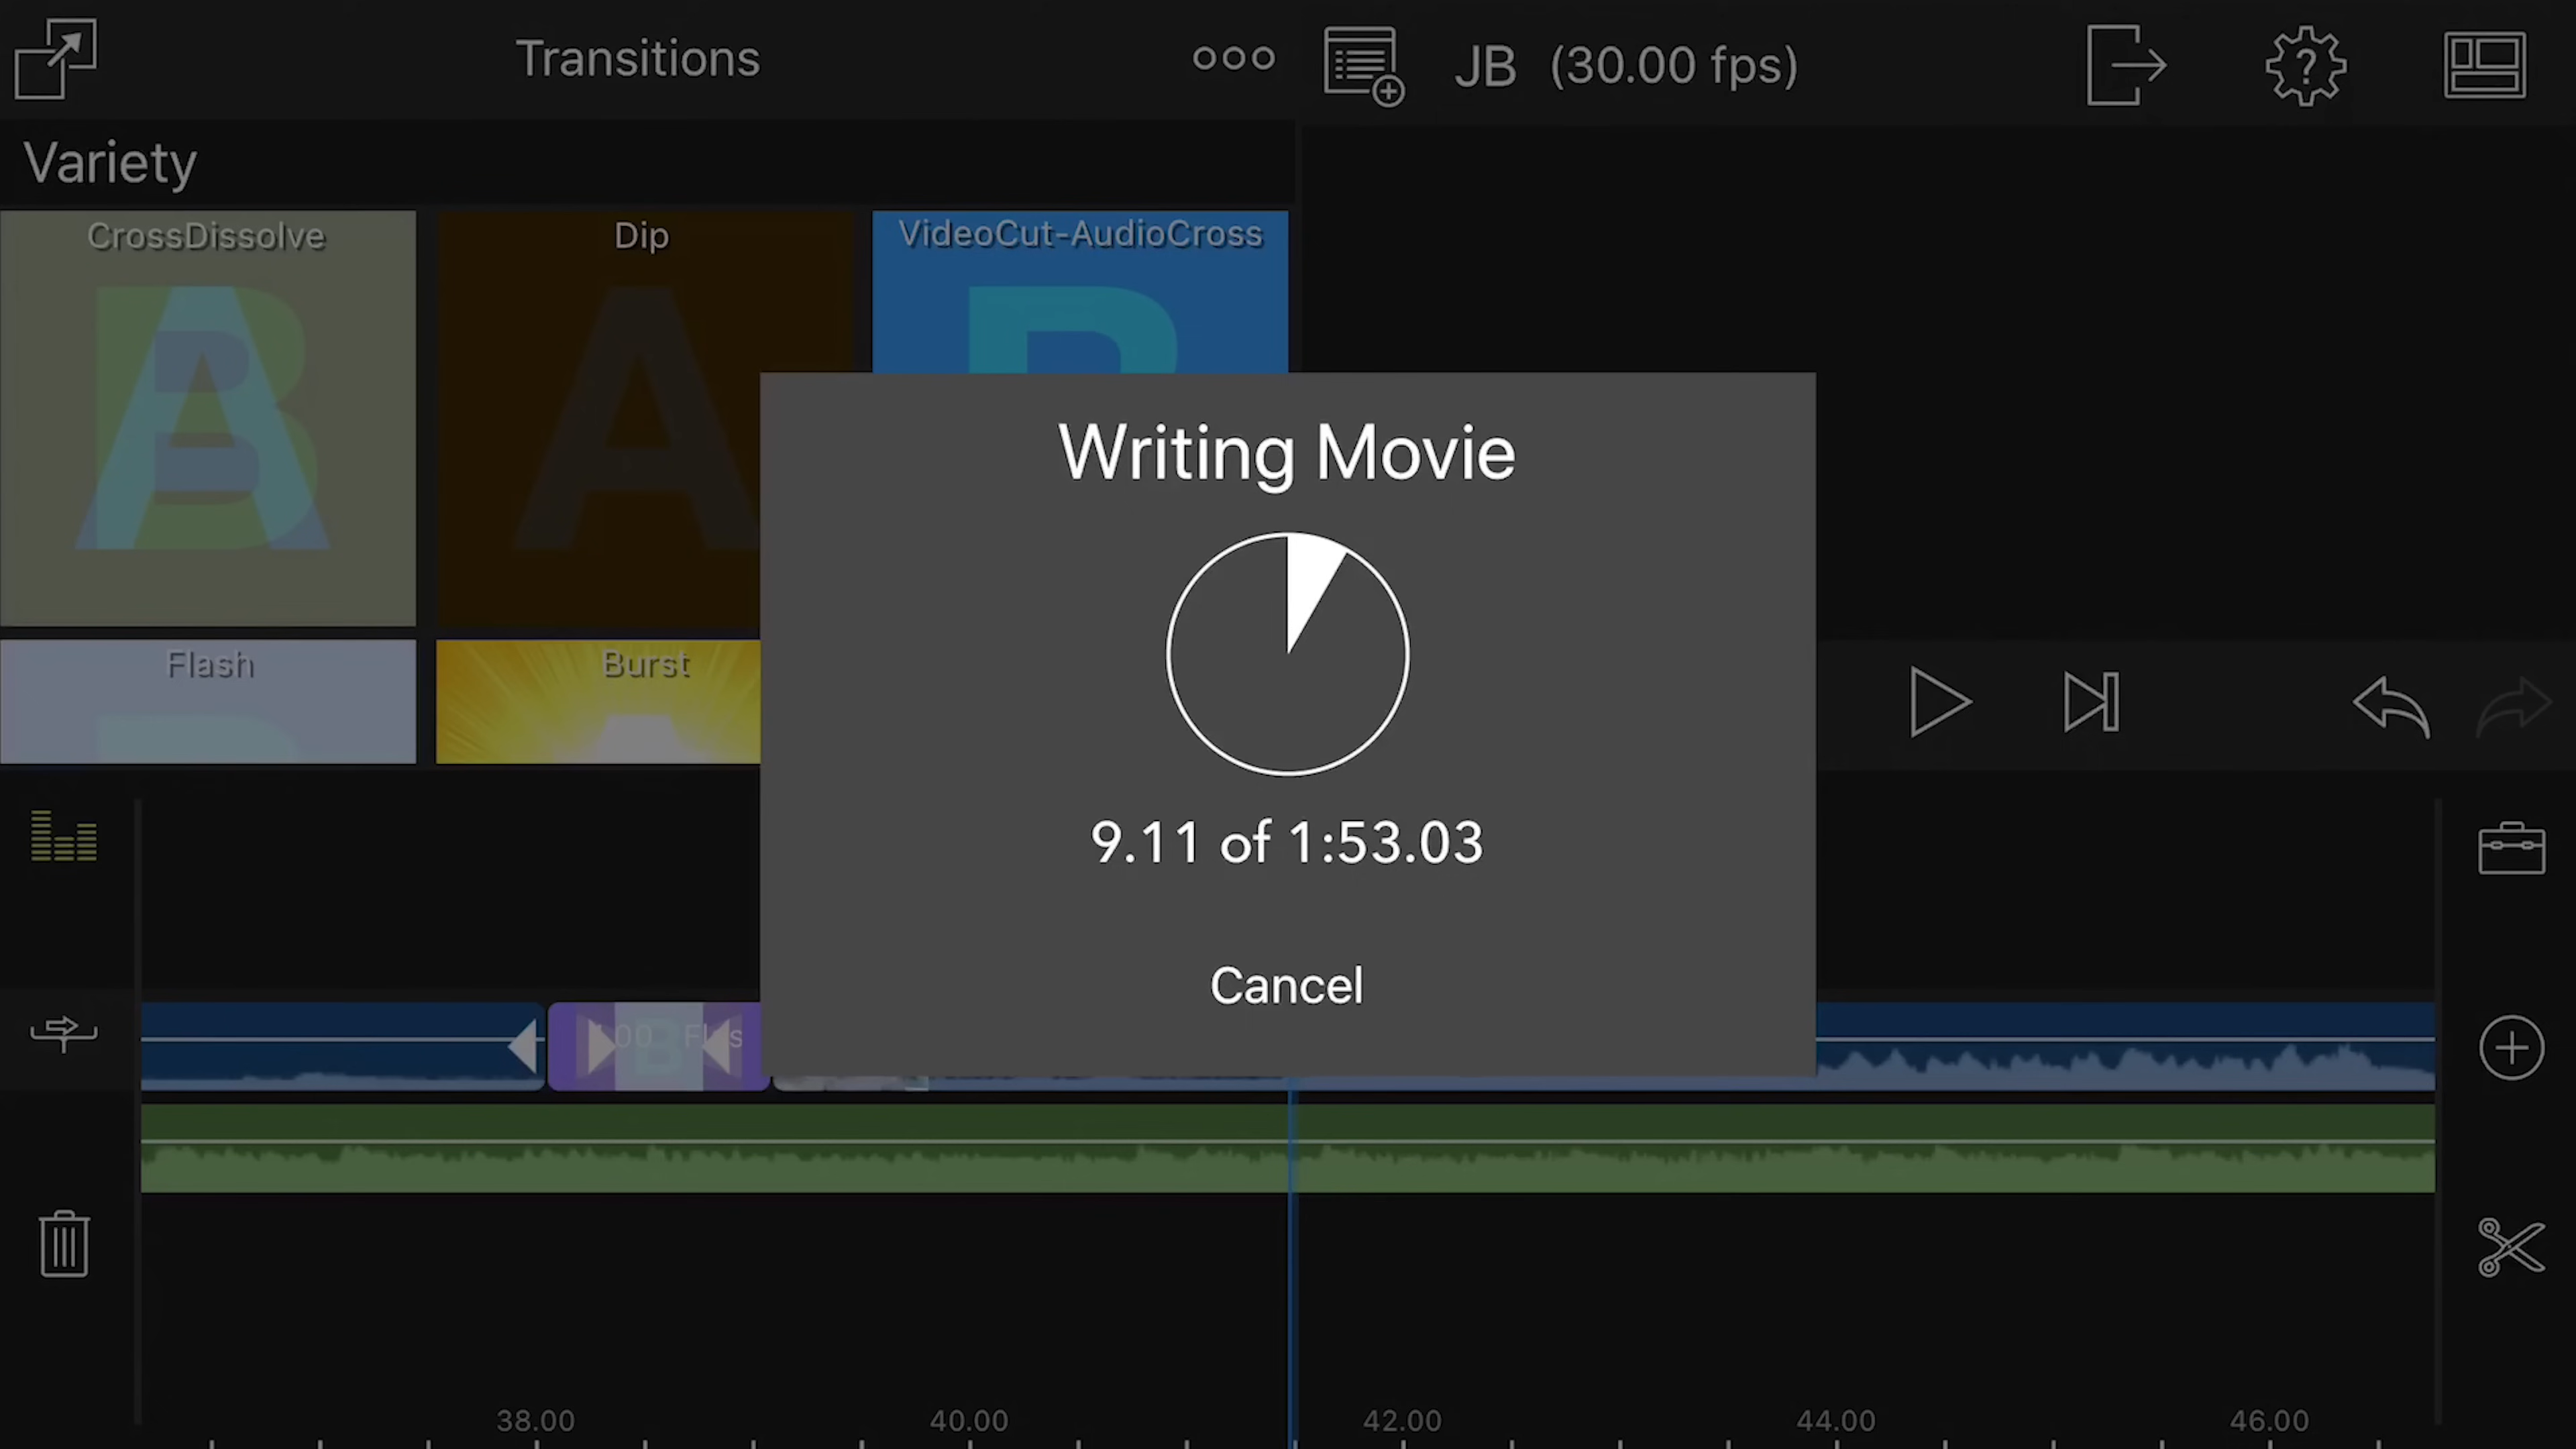 Transitions
JB (30.00 fps)
Variety
CrossDissolve
Dip
VideoCut-AudioCross
Flash
Burst
Writing Movie
9.11 of 1:53.03
Cancel
38.00
40.00
42.00
44.00
46.00